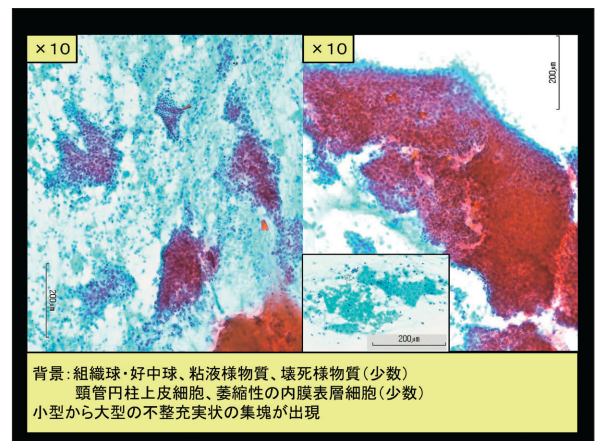 ×10
×10
200μm
200μm
200μm
背景:組織球・好中球、粘液様物質、壊死様物質(少数)
頸管円柱上皮細胞、萎縮性の内膜表層細胞(少数)
小型から大型の不整充実状の集塊が出現